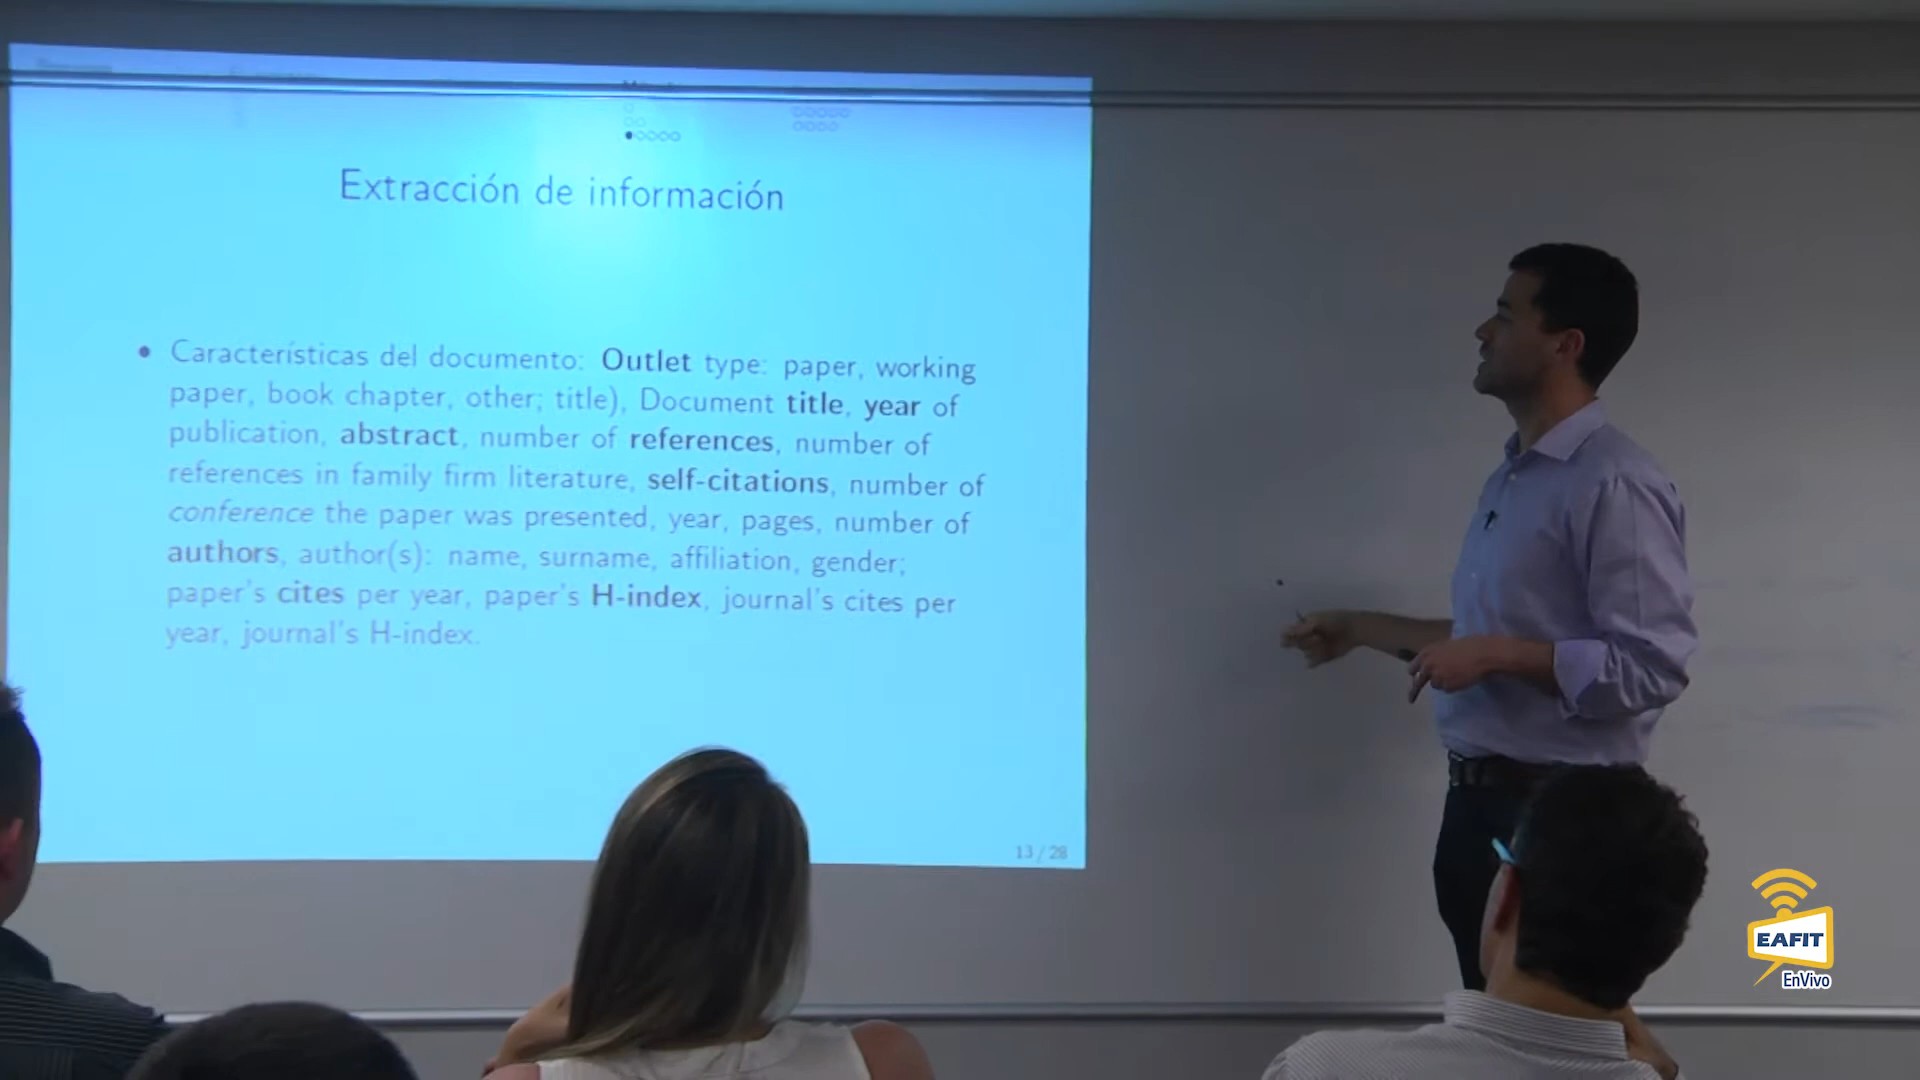 Extracción de información
• Características del documento: Outlet type: paper, working
paper, book chapter, other; title), Document title, year of
publication, abstract, number of references, number of
references in family firm literature, self-citations, number of
conference the paper was presented, year, pages, number of
authors, author(s): name, surname, affiliation, gender;
paper's cites per year, paper's H-index, journal's cites per
year, journal's H-index.
13 / 28
EAFIT
EnVivo